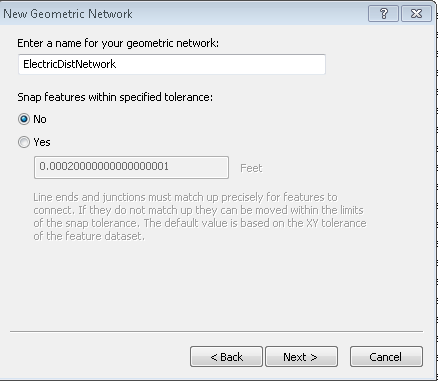 New Geometric Network
?
Enter a name for your geometric network:
ElectricDistNetwork
Snap features within specified tolerance:
No
Yes
0.00020000000000000001
Feet
Line ends and junctions must match up precisely for features to
connect. If they do not match up they can be moved within the limits
of the snap tolerance. The default value is based on the XY tolerance
of the feature dataset.
< Back Next > Cancel